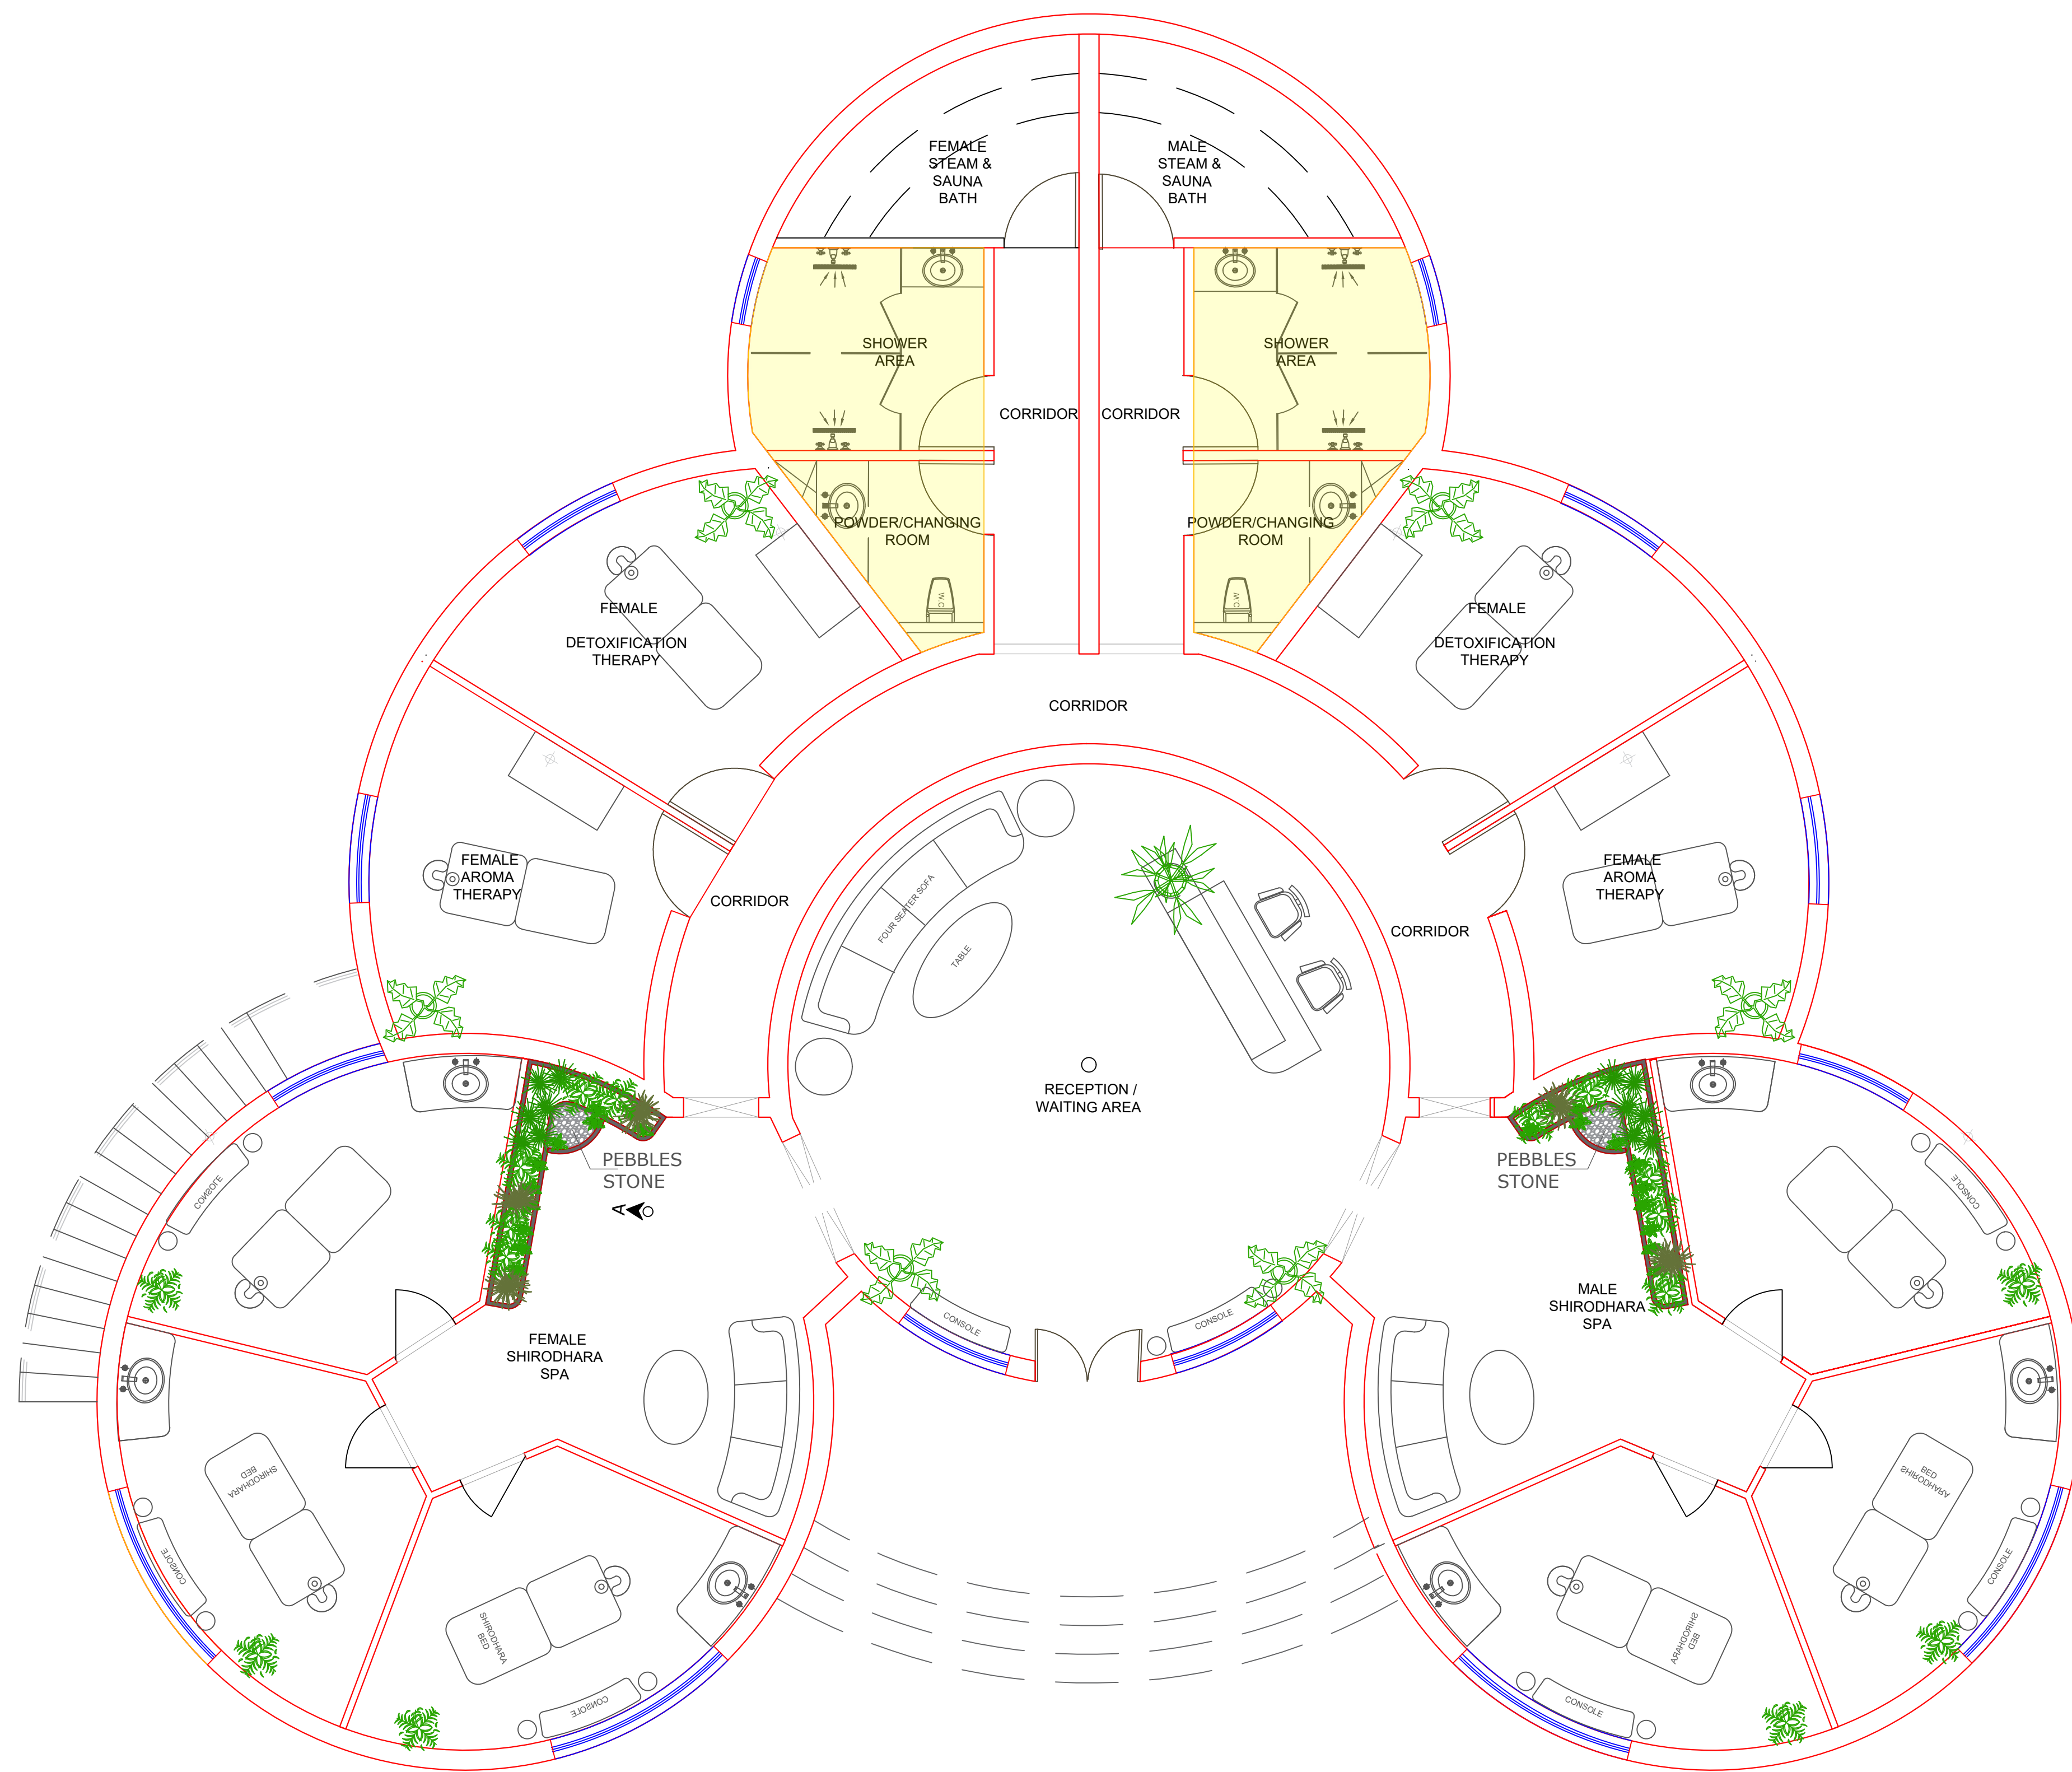 FEMALE
STEAM &
SAUNA
BATH
MALE
STEAM &
SAUNA
BATH
SHOWER
AREA
SHOWER
AREA
CORRIDOR
CORRIDOR
POWDER/CHANGING
ROOM
POWDER/CHANGING
ROOM
W.C
W.C
FEMALE
DETOXIFICATION
THERAPY
FEMALE
DETOXIFICATION
THERAPY
CORRIDOR
FEMALE
AROMA
THERAPY
FEMALE
AROMA
THERAPY
CORRIDOR
FOUR SEATER SOFA
TABLE
CORRIDOR
RECEPTION /
WAITING AREA
PEBBLES
STONE
PEBBLES
STONE
A
CONSOLE
CONSOLE
MALE
SHIRODHARA
SPA
FEMALE
SHIRODHARA
SPA
CONSOLE
CONSOLE
SHIRODHARA
BED
SHIRODHARA
BED
CONSOLE
CONSOLE
SHIRODHARA
BED
SHIRODHARA
BED
CONSOLE
CONSOLE